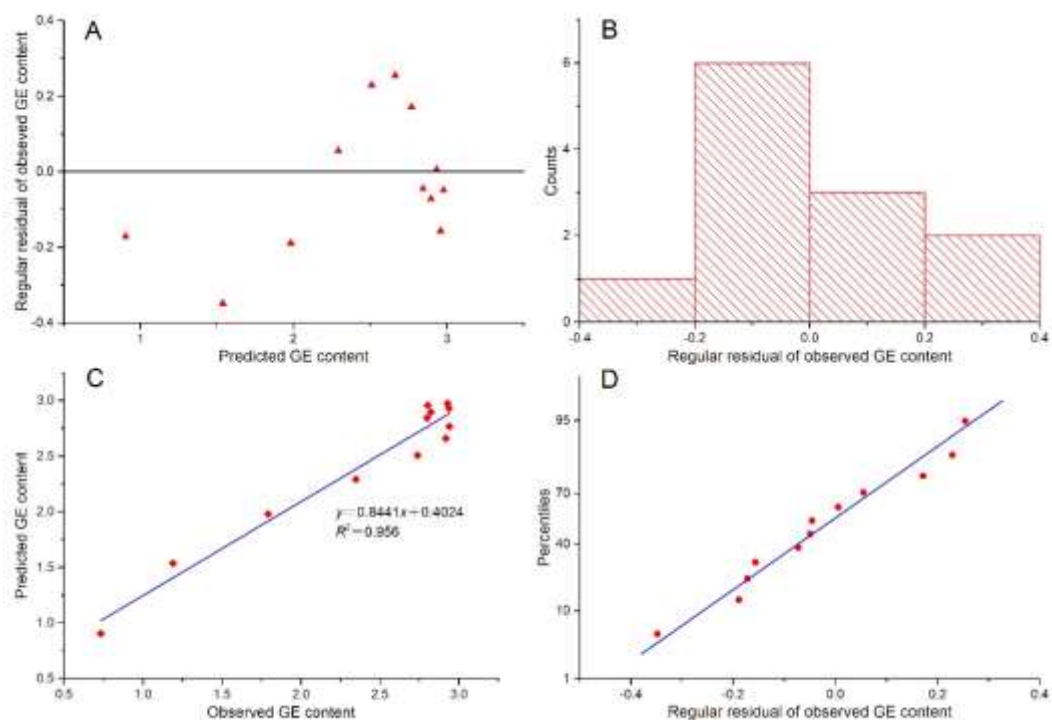 A
Regular residual of obseved GE content
0.4
0.2
0.0
-0.2
-0.4
1
2
3
Predicted GE content
B
Counts
6
4
2
0
-0.4
-0.2
0.0
0.2
0.4
Regular residual of observed GE content
C
Predicted GE content
3.0
2.5
2.0
1.5
1.0
0.5
y=0.8441x+0.4024
R²=0.956
0.5
1.0
1.5
2.0
2.5
3.0
Observed GE content
D
Percentiles
95
70
40
10
1
-0.4
-0.2
0.0
0.2
0.4
Regular residual of observed GE content